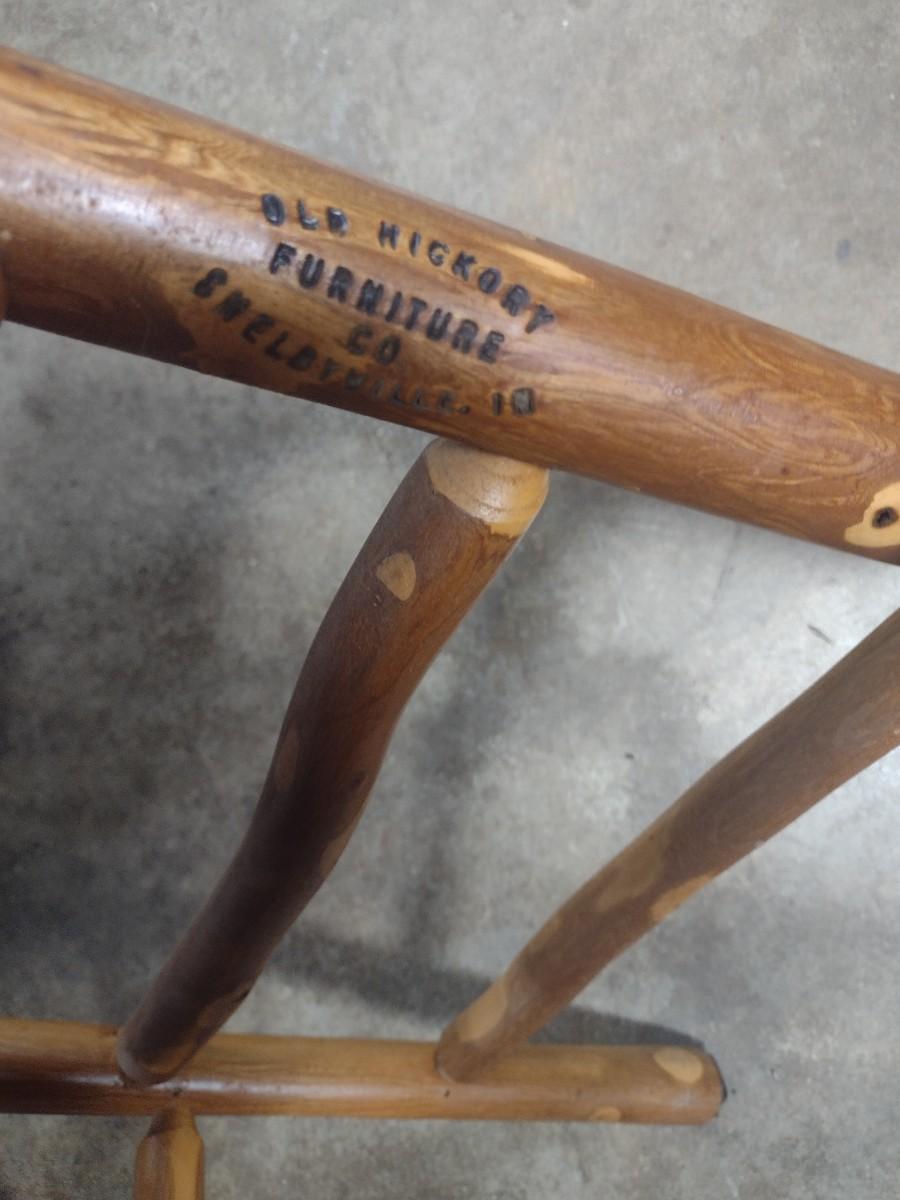 OLD HICKORY
FURNITURE
CO
SHELBYVILLE, IN